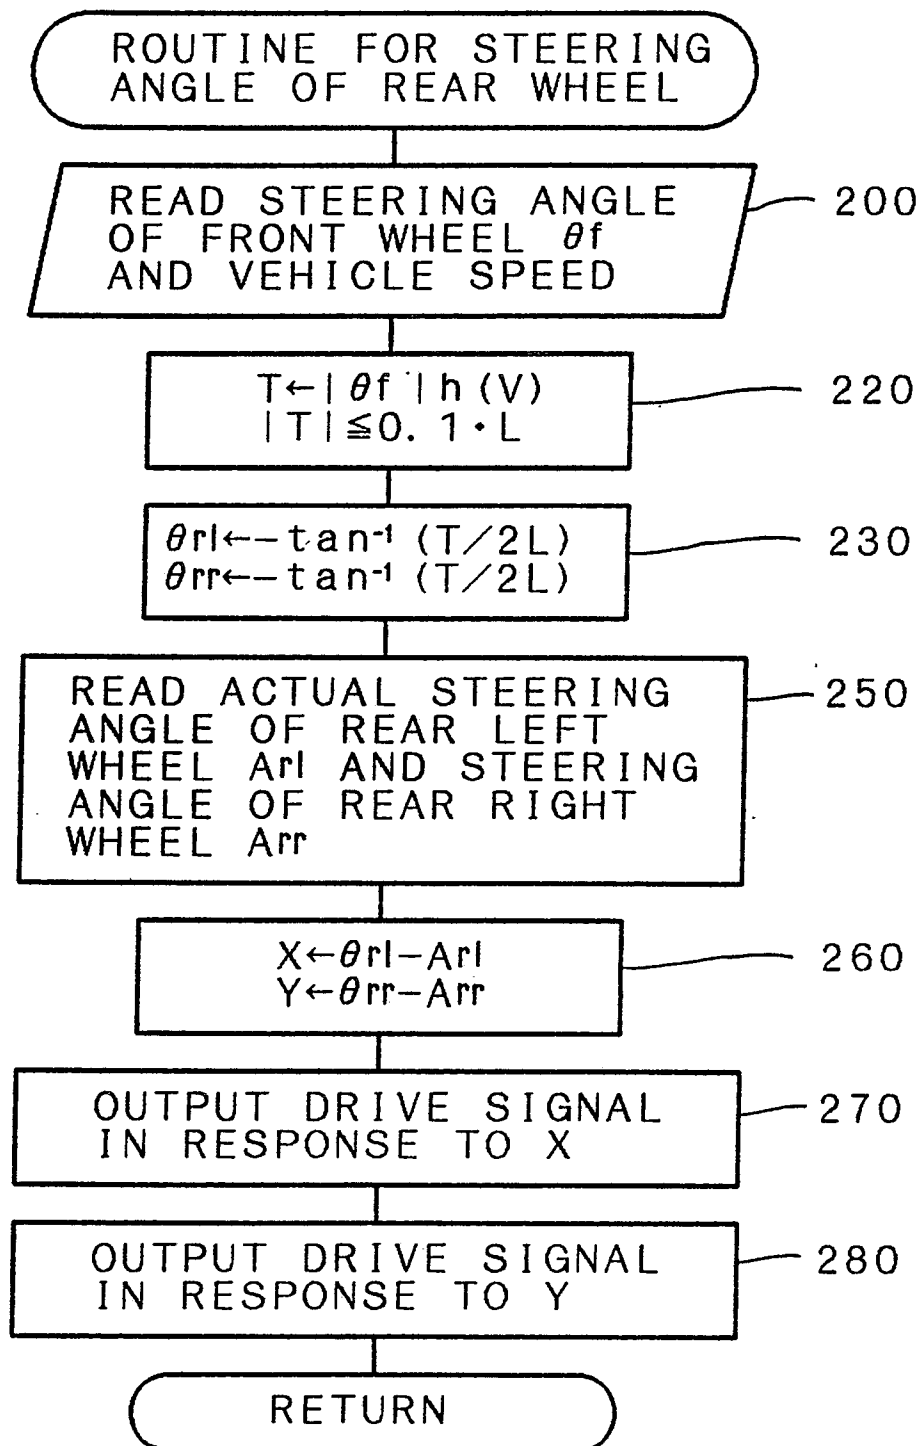 ROUTINE FOR STEERING
ANGLE OF REAR WHEEL
READ STEERING ANGLE
OF FRONT WHEEL θf
AND VEHICLE SPEED
200
T←|θf|h(V)
|T|≦0.1·L
220
θrl←−tan⁻¹(T/2L)
θrr←−tan⁻¹(T/2L)
230
READ ACTUAL STEERING
ANGLE OF REAR LEFT
WHEEL Arl AND STEERING
ANGLE OF REAR RIGHT
WHEEL Arr
250
X←θrl−Arl
Y←θrr−Arr
260
OUTPUT DRIVE SIGNAL
IN RESPONSE TO X
270
OUTPUT DRIVE SIGNAL
IN RESPONSE TO Y
280
RETURN